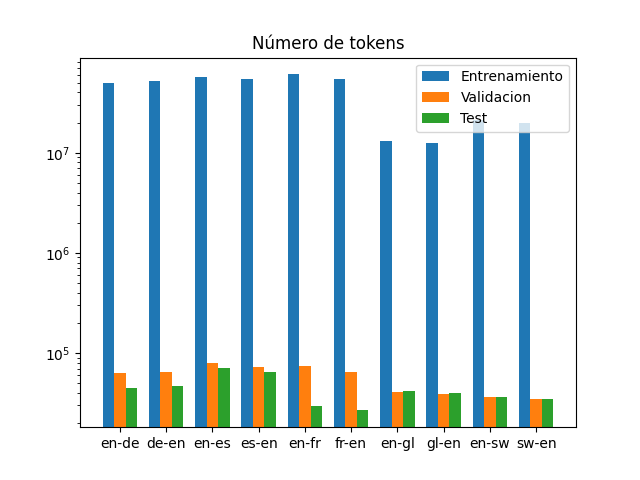 Número de tokens
Entrenamiento
Validacion
Test
10^7
10^6
10^5
en-de de-en en-es es-en en-fr fr-en en-gl gl-en en-sw sw-en